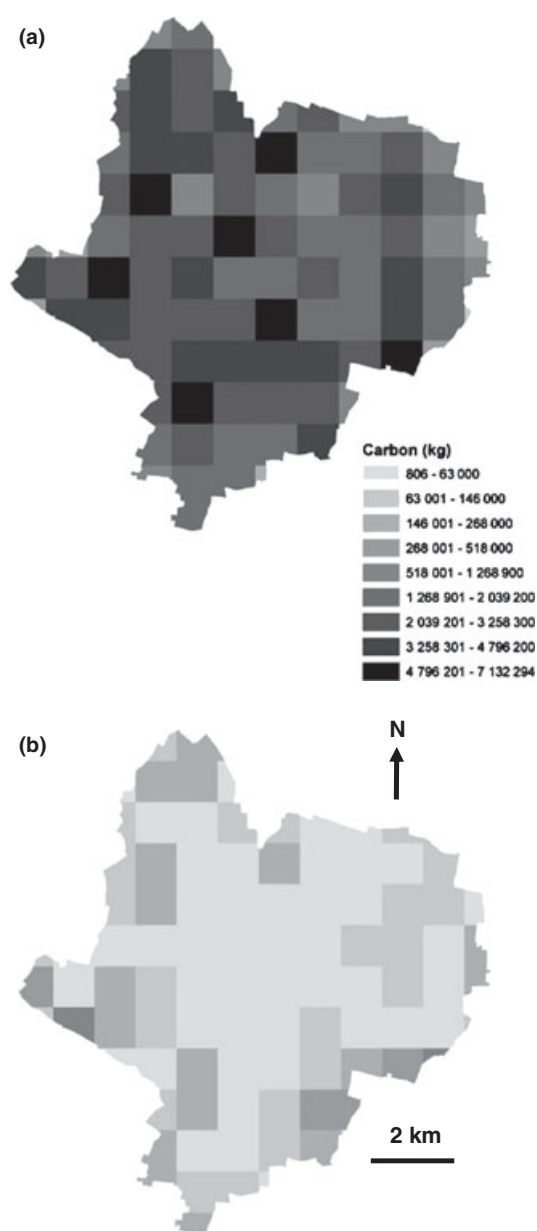 (a)
Carbon (kg)
806 - 63 000
63 001 - 146 000
146 001 - 268 000
268 001 - 518 000
518 001 - 1 268 900
1 268 901 - 2 039 200
2 039 201 - 3 258 300
3 258 301 - 4 796 200
4 796 201 - 7 132 294
(b)
N
2 km